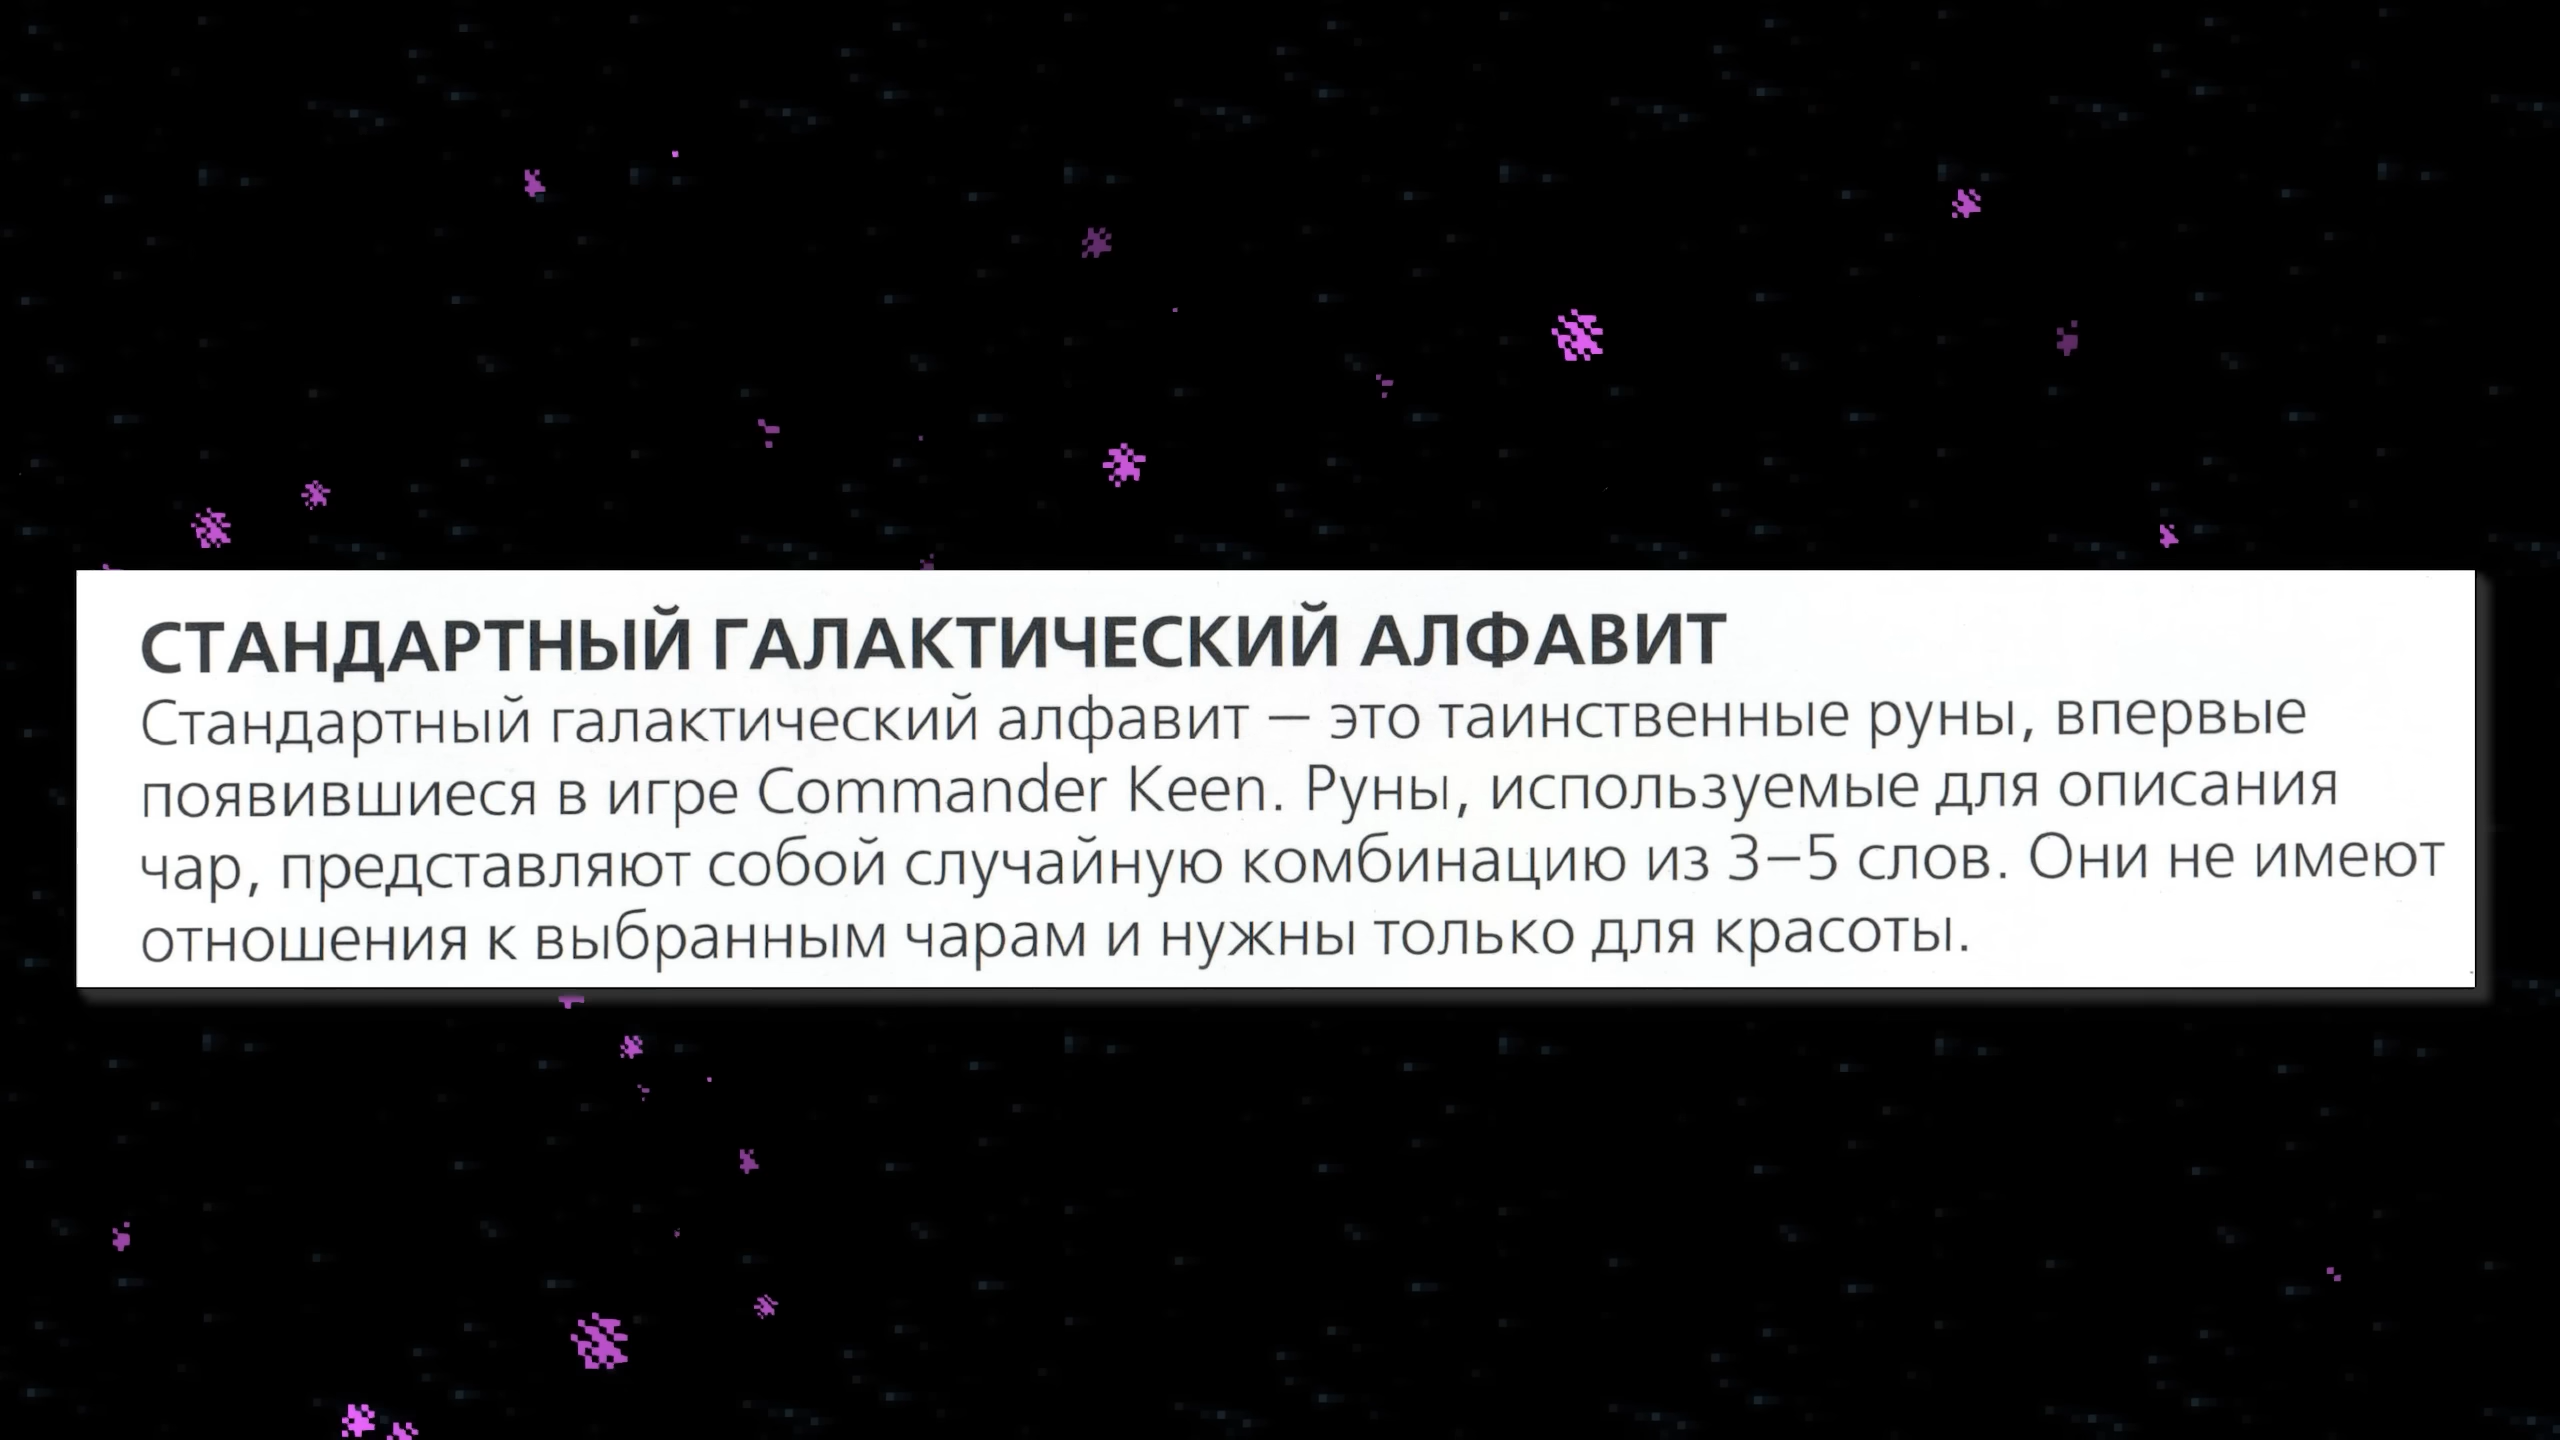 СТАНДАРТНЫЙ ГАЛАКТИЧЕСКИЙ АЛФАВИТ
Стандартный галактический алфавит — это таинственные руны, впервые
появившиеся в игре Commander Keen. Руны, используемые для описания
чар, представляют собой случайную комбинацию из 3–5 слов. Они не имеют
отношения к выбранным чарам и нужны только для красоты.